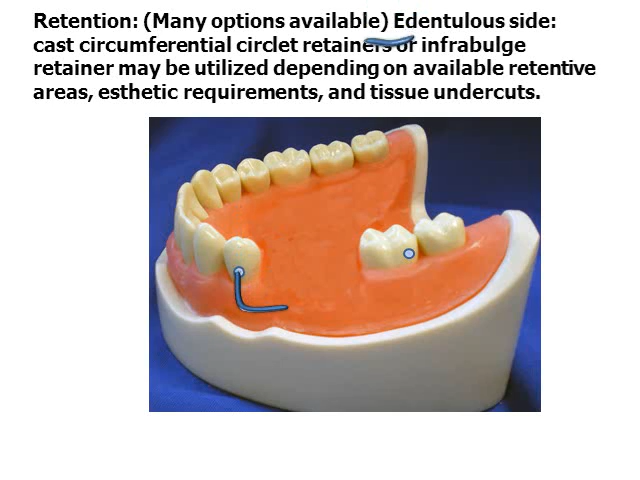 Retention: (Many options available) Edentulous side:
cast circumferential circlet retainers or infrabulge
retainer may be utilized depending on available retentive
areas, esthetic requirements, and tissue undercuts.